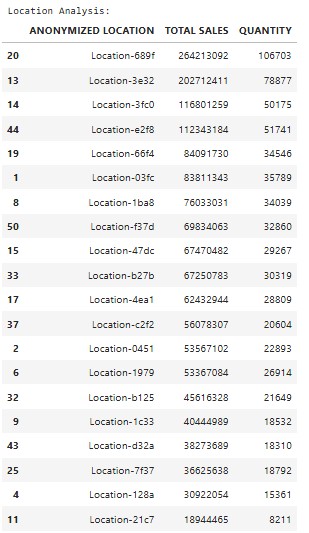 Location Analysis:
ANONYMIZED LOCATION TOTAL SALES QUANTITY
20 Location-689f 264213092 106703
13 Location-3e32 202712411 78877
14 Location-3fc0 116801259 50175
44 Location-e2f8 112343184 51741
19 Location-66f4 84091730 34546
1 Location-03fc 83811343 35789
8 Location-1ba8 76033031 34039
50 Location-f37d 69834063 32860
15 Location-47dc 67470482 29267
33 Location-b27b 67250783 30319
17 Location-4ea1 62432944 28809
37 Location-c2f2 56078307 20604
2 Location-0451 53567102 22893
6 Location-1979 53367084 26914
32 Location-b125 45616328 21649
9 Location-1c33 40444989 18532
43 Location-d32a 38273689 18310
25 Location-7f37 36625638 18792
4 Location-128a 30922054 15361
11 Location-21c7 18944465 8211